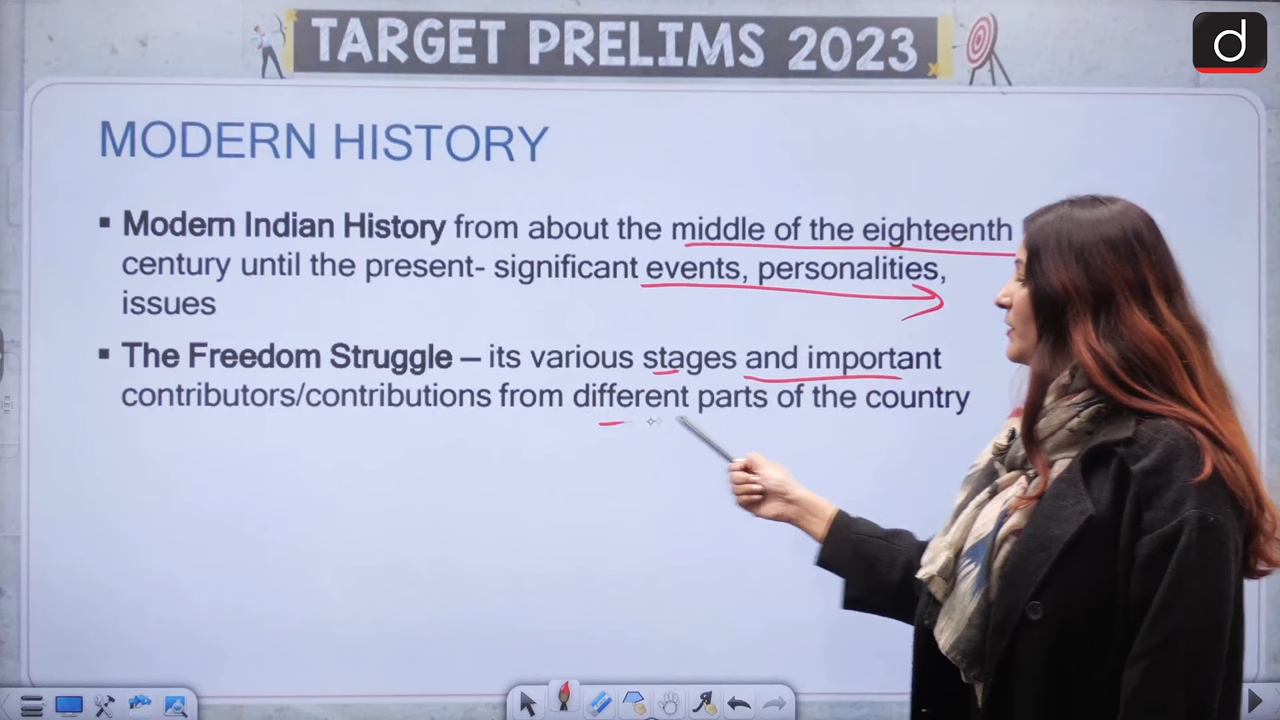 TARGET PRELIMS 2023
d
MODERN HISTORY
▪ Modern Indian History from about the middle of the eighteenth
century until the present- significant events, personalities,
issues
▪ The Freedom Struggle – its various stages and important
contributors/contributions from different parts of the country